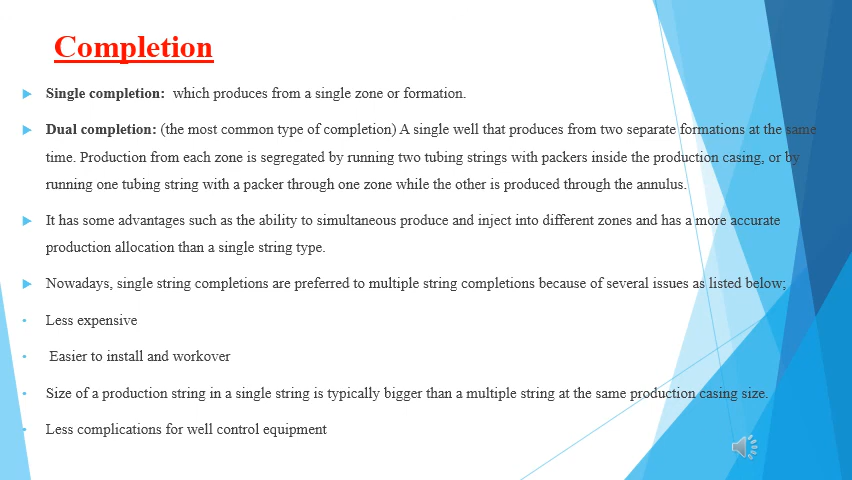 Completion
Single completion:  which produces from a single zone or formation.
Dual completion: (the most common type of completion) A single well that produces from two separate formations at the same
time. Production from each zone is segregated by running two tubing strings with packers inside the production casing, or by
running one tubing string with a packer through one zone while the other is produced through the annulus.
It has some advantages such as the ability to simultaneous produce and inject into different zones and has a more accurate
production allocation than a single string type.
Nowadays, single string completions are preferred to multiple string completions because of several issues as listed below;
Less expensive
Easier to install and workover
Size of a production string in a single string is typically bigger than a multiple string at the same production casing size.
Less complications for well control equipment